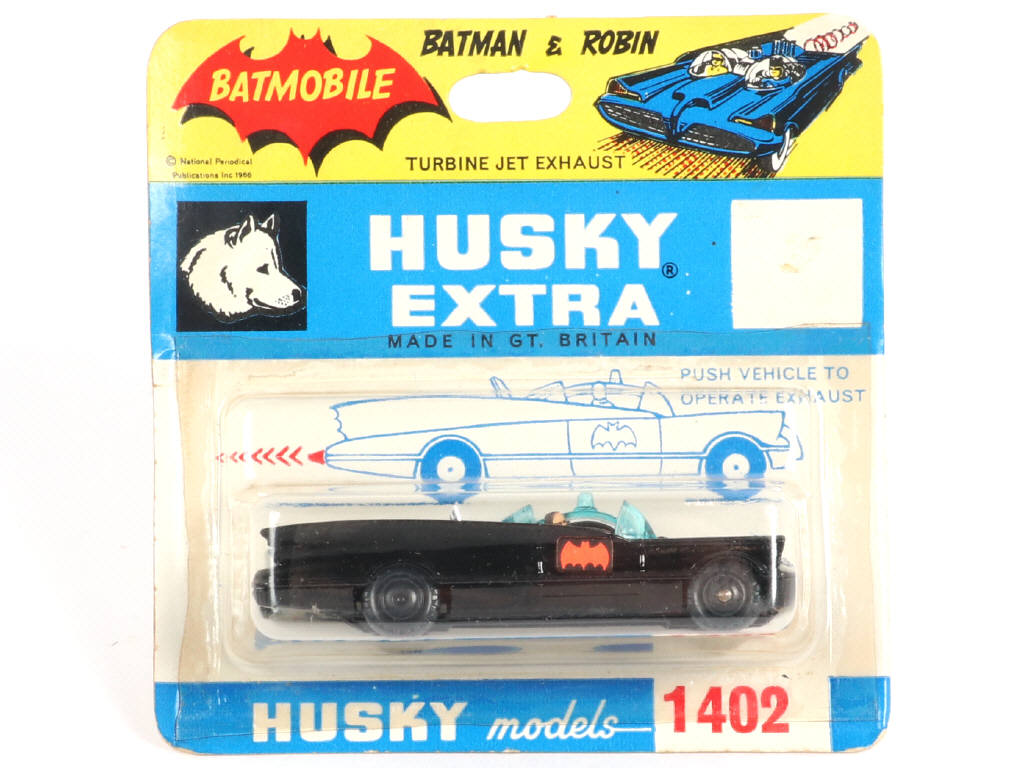 BATMAN & ROBIN
BATMOBILE
TURBINE JET EXHAUST
© National Periodical
Publications Inc 1966
HUSKY
EXTRA ®
MADE IN GT. BRITAIN
PUSH VEHICLE TO
OPERATE EXHAUST
HUSKY models 1402